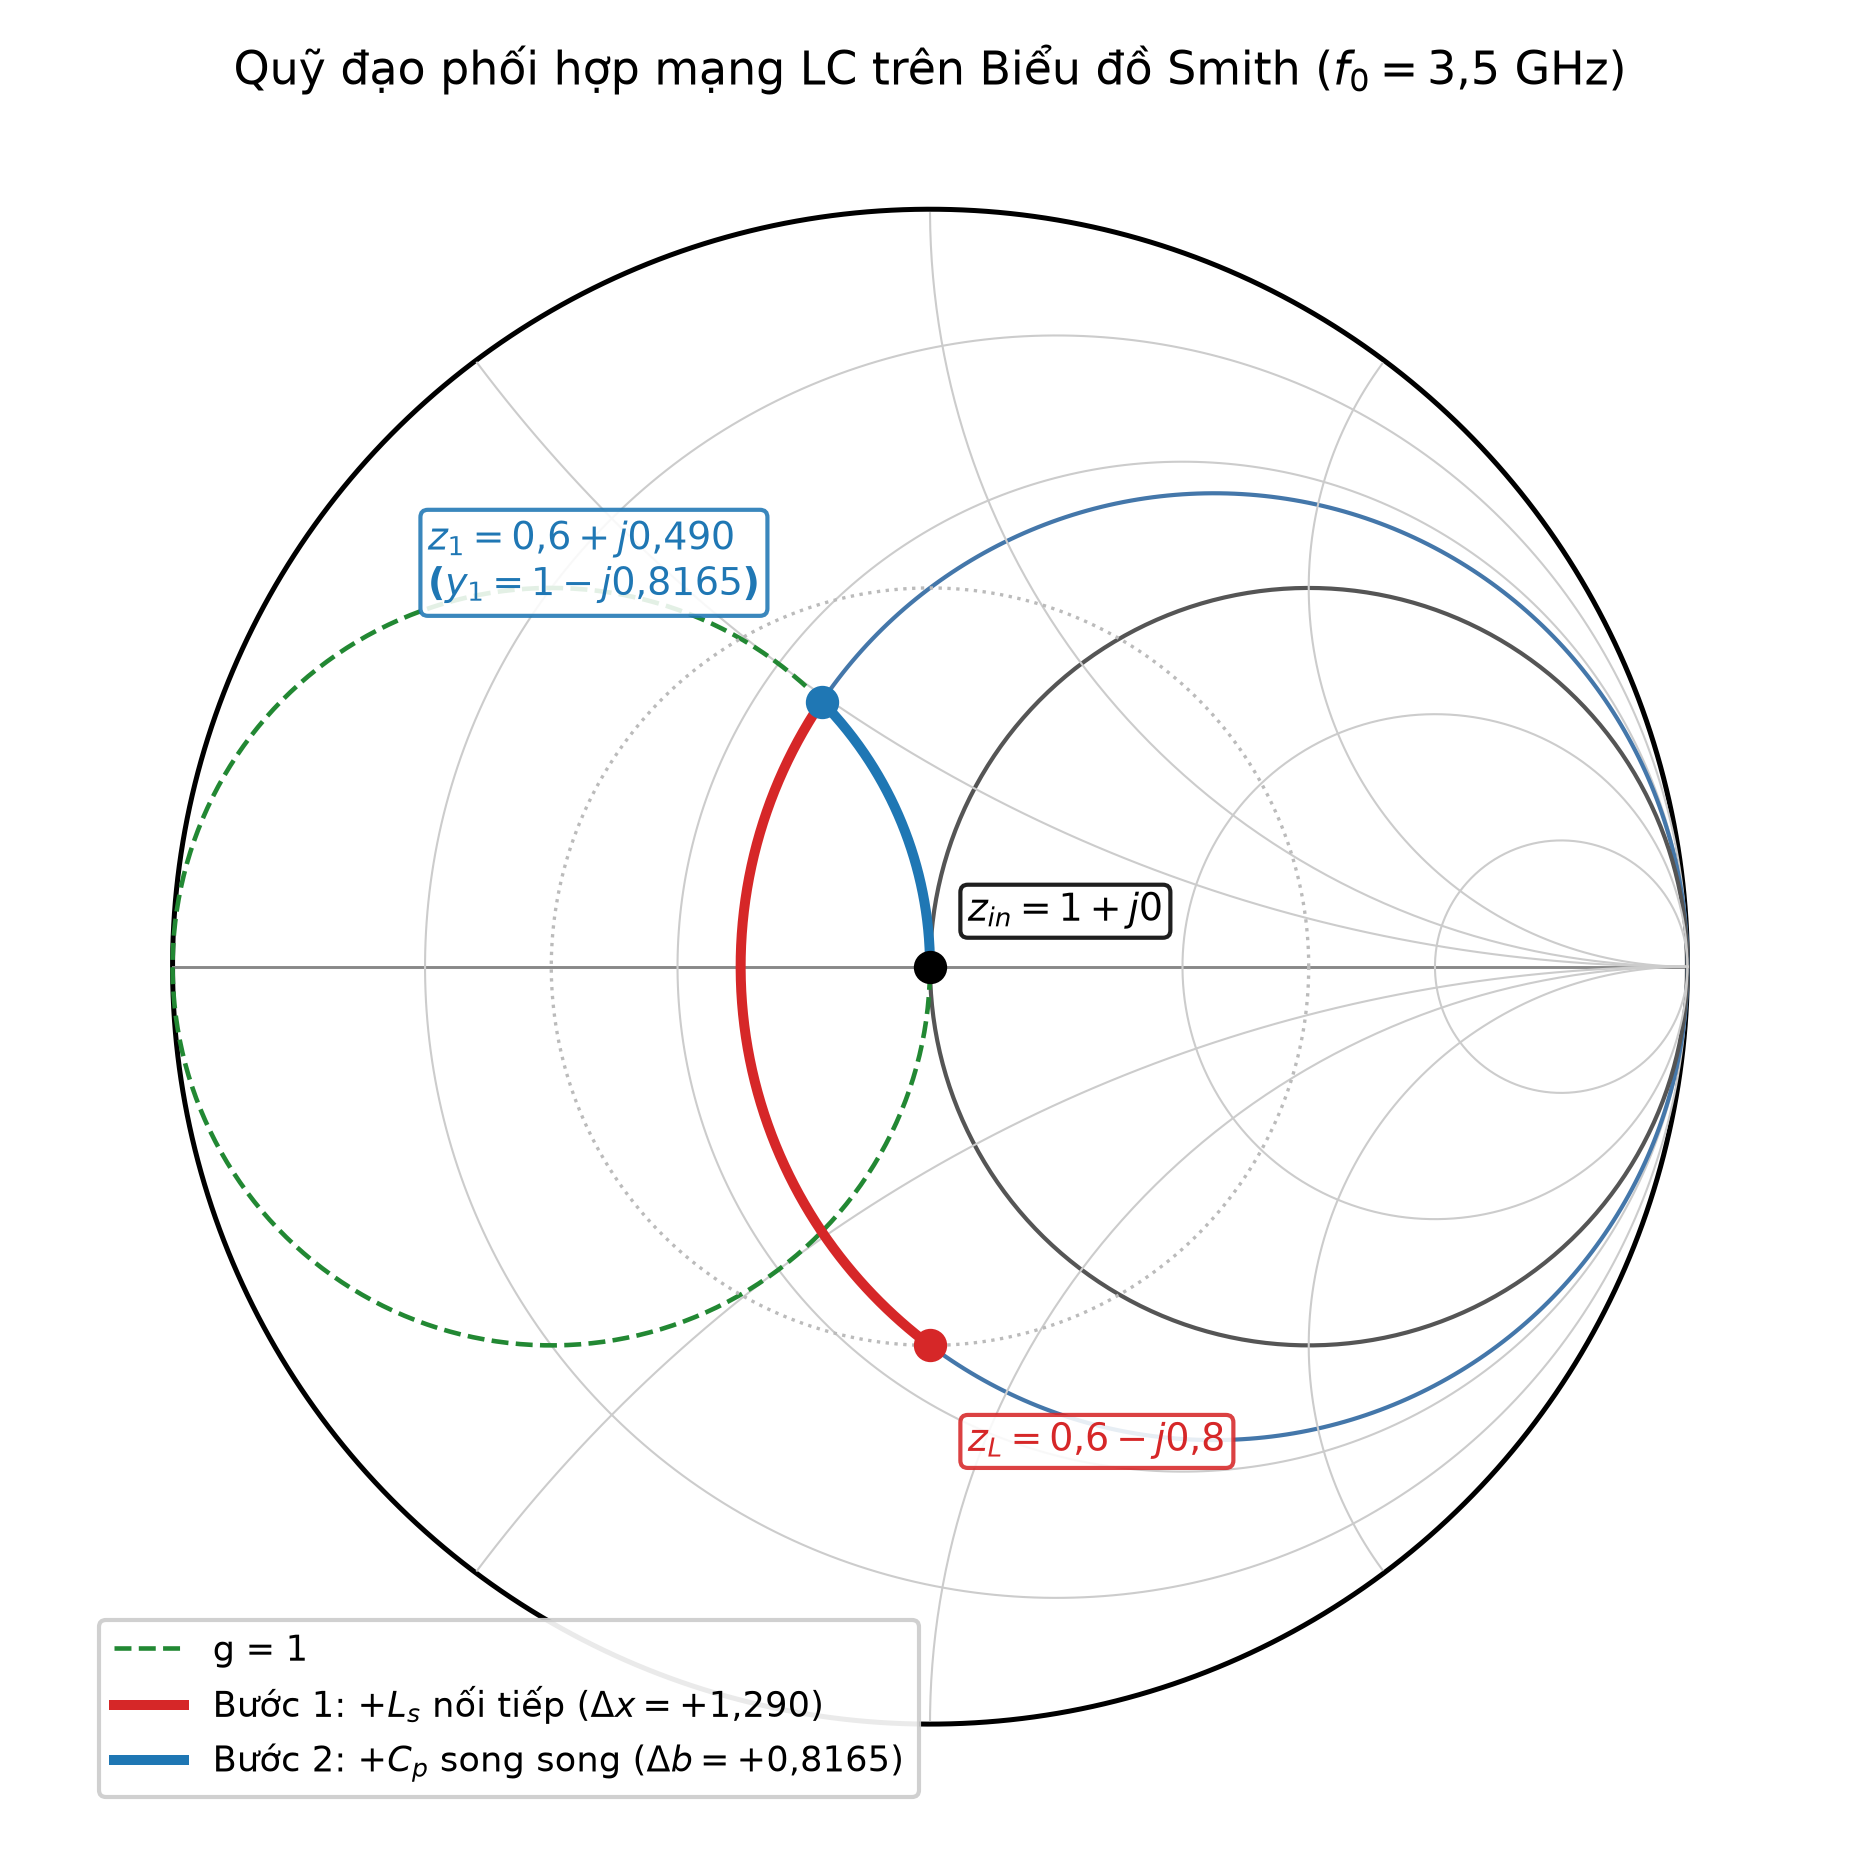 Quỹ đạo phối hợp mạng LC trên Biểu đồ Smith (f₀ = 3,5 GHz)
z₁ = 0,6 + j0,490
(y₁ = 1 − j0,8165)
z_in = 1 + j0
z_L = 0,6 − j0,8
g = 1
Bước 1: +Lₛ nối tiếp (Δx = +1,290)
Bước 2: +Cₚ song song (Δb = +0,8165)